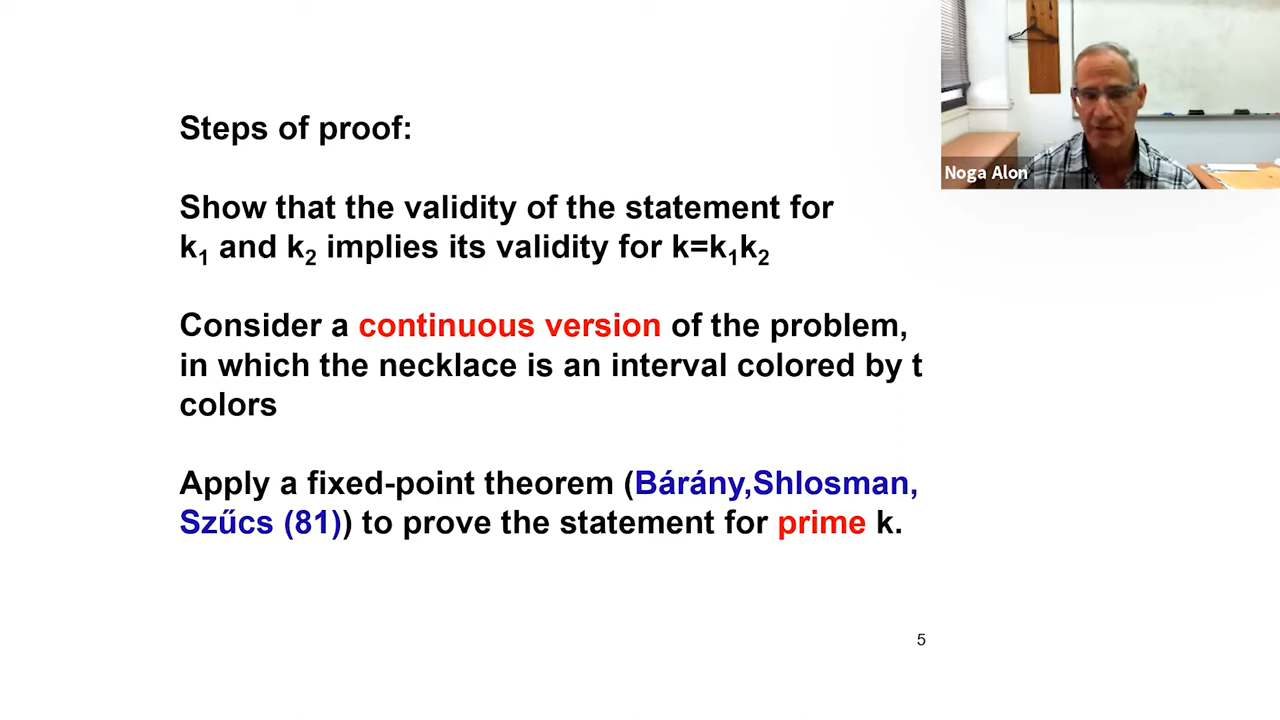 Steps of proof:
Show that the validity of the statement for
k₁ and k₂ implies its validity for k=k₁k₂
Consider a continuous version of the problem,
in which the necklace is an interval colored by t
colors
Apply a fixed-point theorem (Bárány,Shlosman,
Szűcs (81)) to prove the statement for prime k.
5
Noga Alon